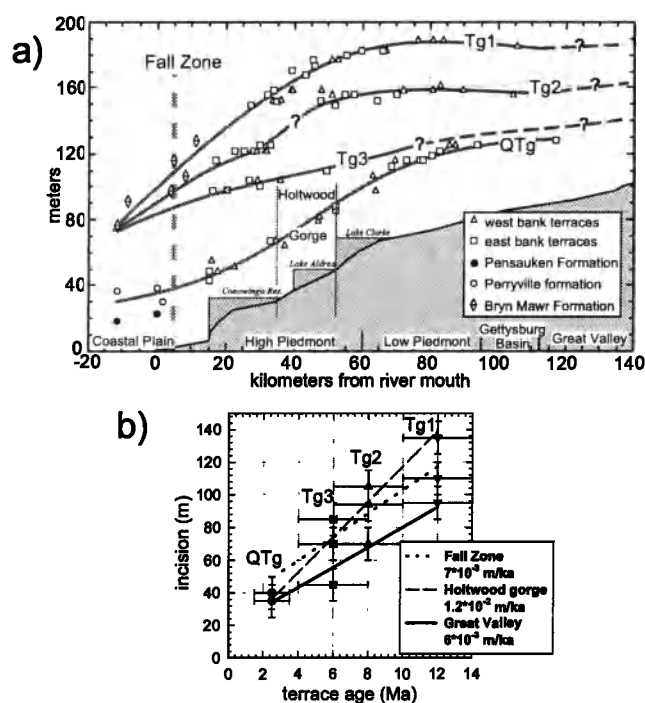 a)
200
160
120
80
40
0
meters
Fall Zone
Tg1
?
Tg2
?
?
Tg3
?
?
QTg
Holtwood
Gorge
Lake Clarke
Lake Aldred
Conowingo Res.
west bank terraces
east bank terraces
Pensauken Formation
Perryville formation
Bryn Mawr Formation
Coastal Plain
High Piedmont
Low Piedmont
Gettysburg
Basin
Great Valley
-20 0 20 40 60 80 100 120 140
kilometers from river mouth
b)
140
120
100
80
60
40
20
0
incision (m)
QTg
Tg3
Tg2
Tg1
Fall Zone
7*10⁻³ m/ka
Holtwood gorge
1.2*10⁻² m/ka
Great Valley
6*10⁻³ m/ka
0 2 4 6 8 10 12 14
terrace age (Ma)